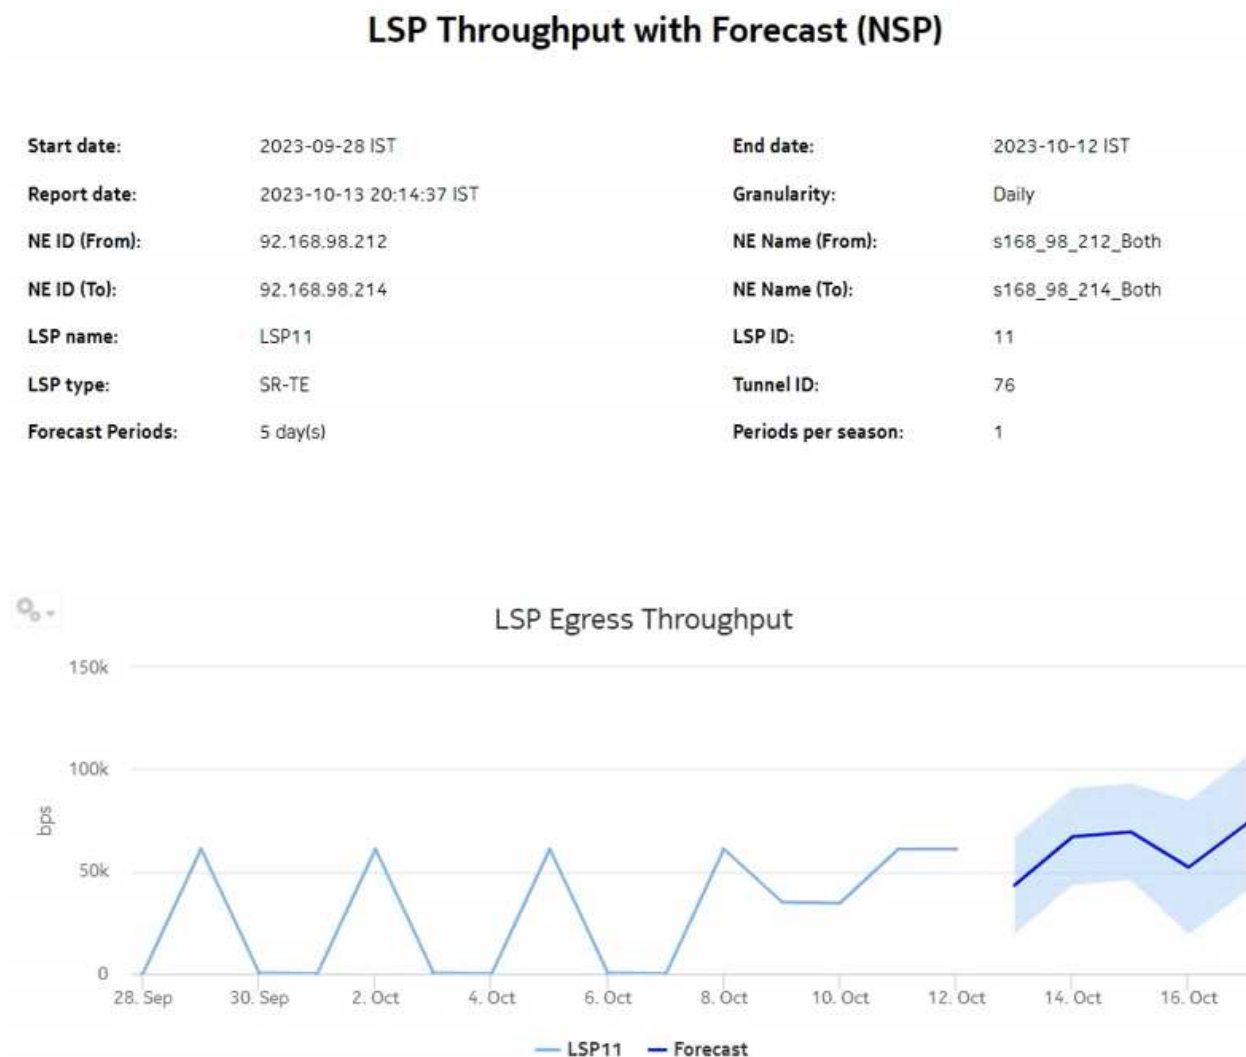 LSP Throughput with Forecast (NSP)
Start date: 2023-09-28 IST End date: 2023-10-12 IST
Report date: 2023-10-13 20:14:37 IST Granularity: Daily
NE ID (From): 92.168.98.212 NE Name (From): s168_98_212_Both
NE ID (To): 92.168.98.214 NE Name (To): s168_98_214_Both
LSP name: LSP11 LSP ID: 11
LSP type: SR-TE Tunnel ID: 76
Forecast Periods: 5 day(s) Periods per season: 1
LSP Egress Throughput
150k
100k
bps
50k
0
28. Sep 30. Sep 2. Oct 4. Oct 6. Oct 8. Oct 10. Oct 12. Oct 14. Oct 16. Oct
LSP11 Forecast